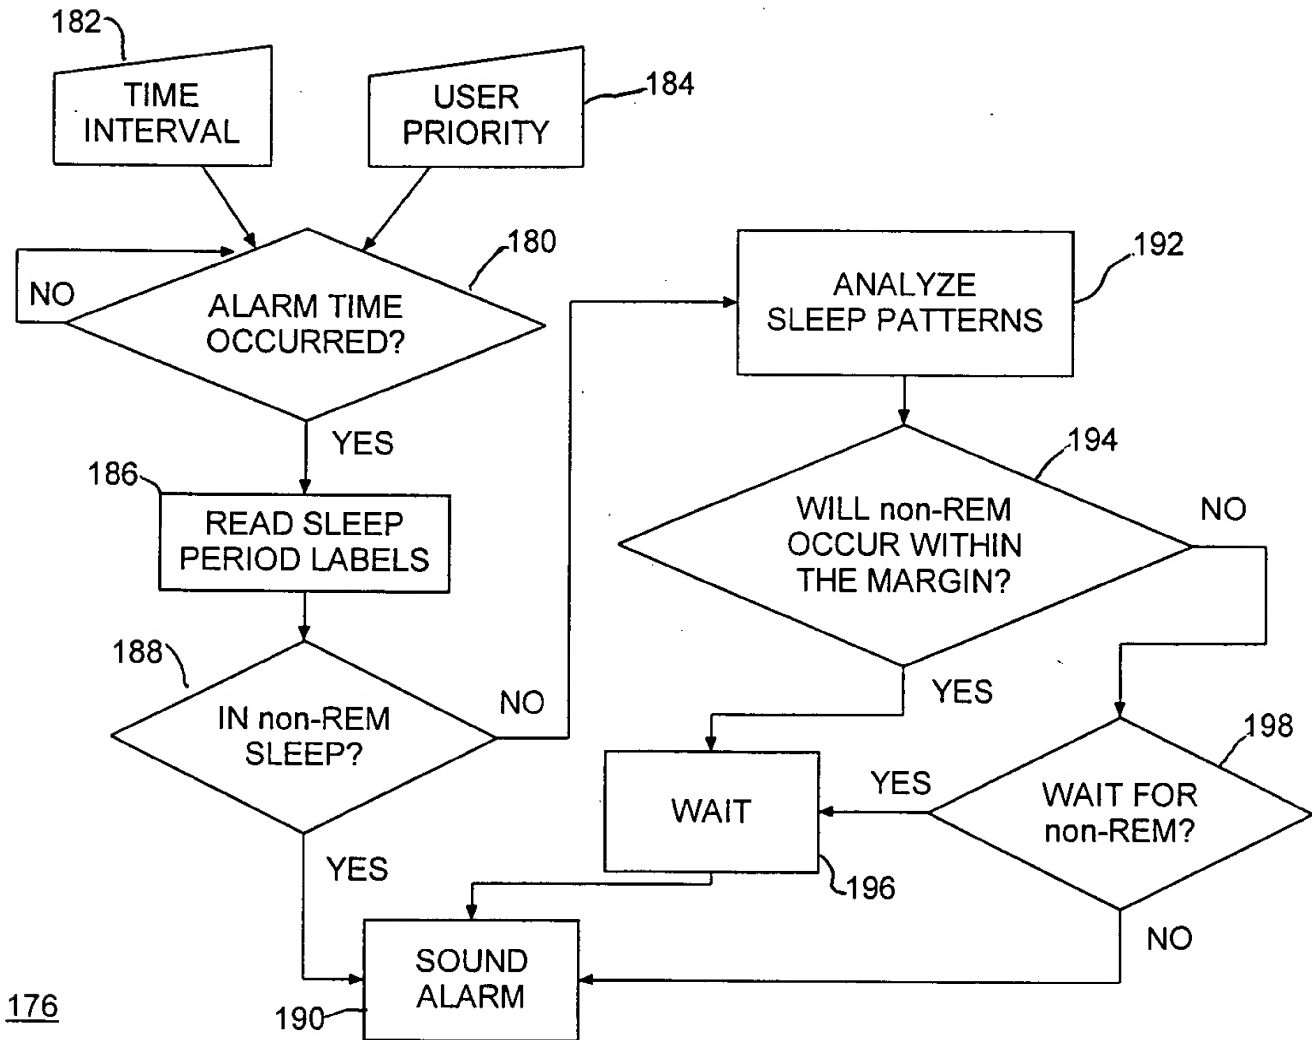 182
TIME
INTERVAL
USER
PRIORITY
184
180
NO
ALARM TIME
OCCURRED?
YES
186
READ SLEEP
PERIOD LABELS
188
IN non-REM
SLEEP?
NO
YES
192
ANALYZE
SLEEP PATTERNS
194
WILL non-REM
OCCUR WITHIN
THE MARGIN?
NO
YES
198
WAIT FOR
non-REM?
YES
NO
WAIT
196
SOUND
ALARM
190
176